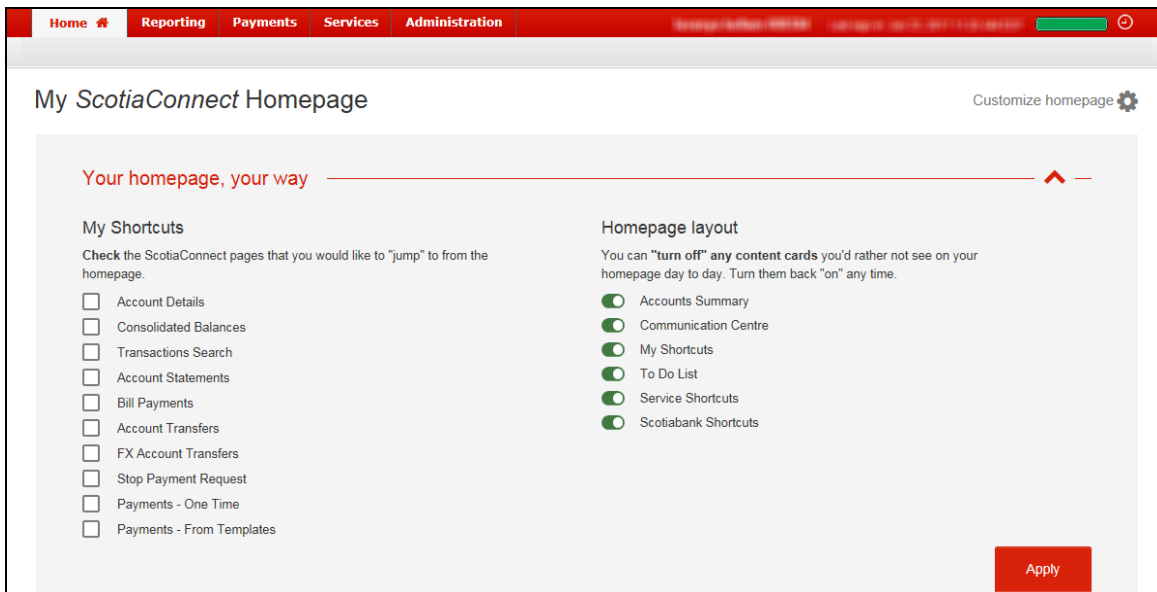 Home Reporting Payments Services Administration
My ScotiaConnect Homepage
Customize homepage
Your homepage, your way
My Shortcuts
Check the ScotiaConnect pages that you would like to "jump" to from the
homepage.
Account Details
Consolidated Balances
Transactions Search
Account Statements
Bill Payments
Account Transfers
FX Account Transfers
Stop Payment Request
Payments - One Time
Payments - From Templates
Homepage layout
You can "turn off" any content cards you'd rather not see on your
homepage day to day. Turn them back "on" any time.
Accounts Summary
Communication Centre
My Shortcuts
To Do List
Service Shortcuts
Scotiabank Shortcuts
Apply